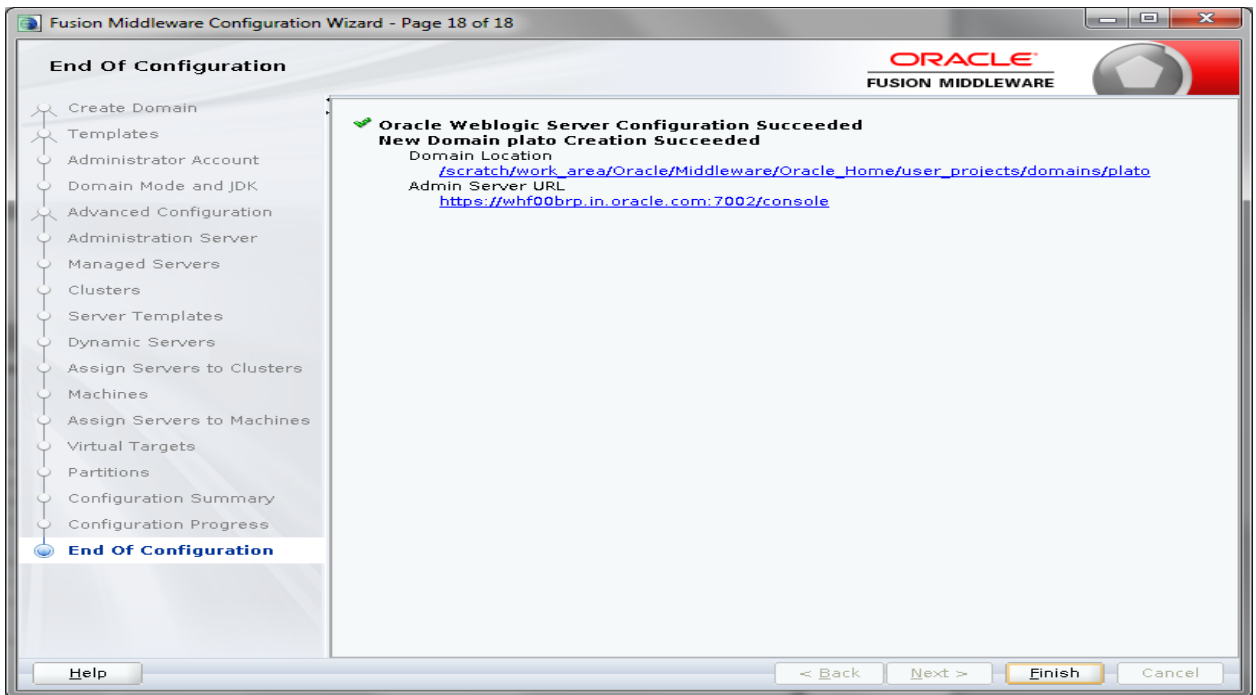 Fusion Middleware Configuration Wizard - Page 18 of 18
End Of Configuration
ORACLE
FUSION MIDDLEWARE
Create Domain
Templates
Administrator Account
Domain Mode and JDK
Advanced Configuration
Administration Server
Managed Servers
Clusters
Server Templates
Dynamic Servers
Assign Servers to Clusters
Machines
Assign Servers to Machines
Virtual Targets
Partitions
Configuration Summary
Configuration Progress
End Of Configuration
Oracle Weblogic Server Configuration Succeeded
New Domain plato Creation Succeeded
Domain Location
/scratch/work_area/Oracle/Middleware/Oracle_Home/user_projects/domains/plato
Admin Server URL
https://whf00brp.in.oracle.com:7002/console
Help
< Back
Next >
Finish
Cancel